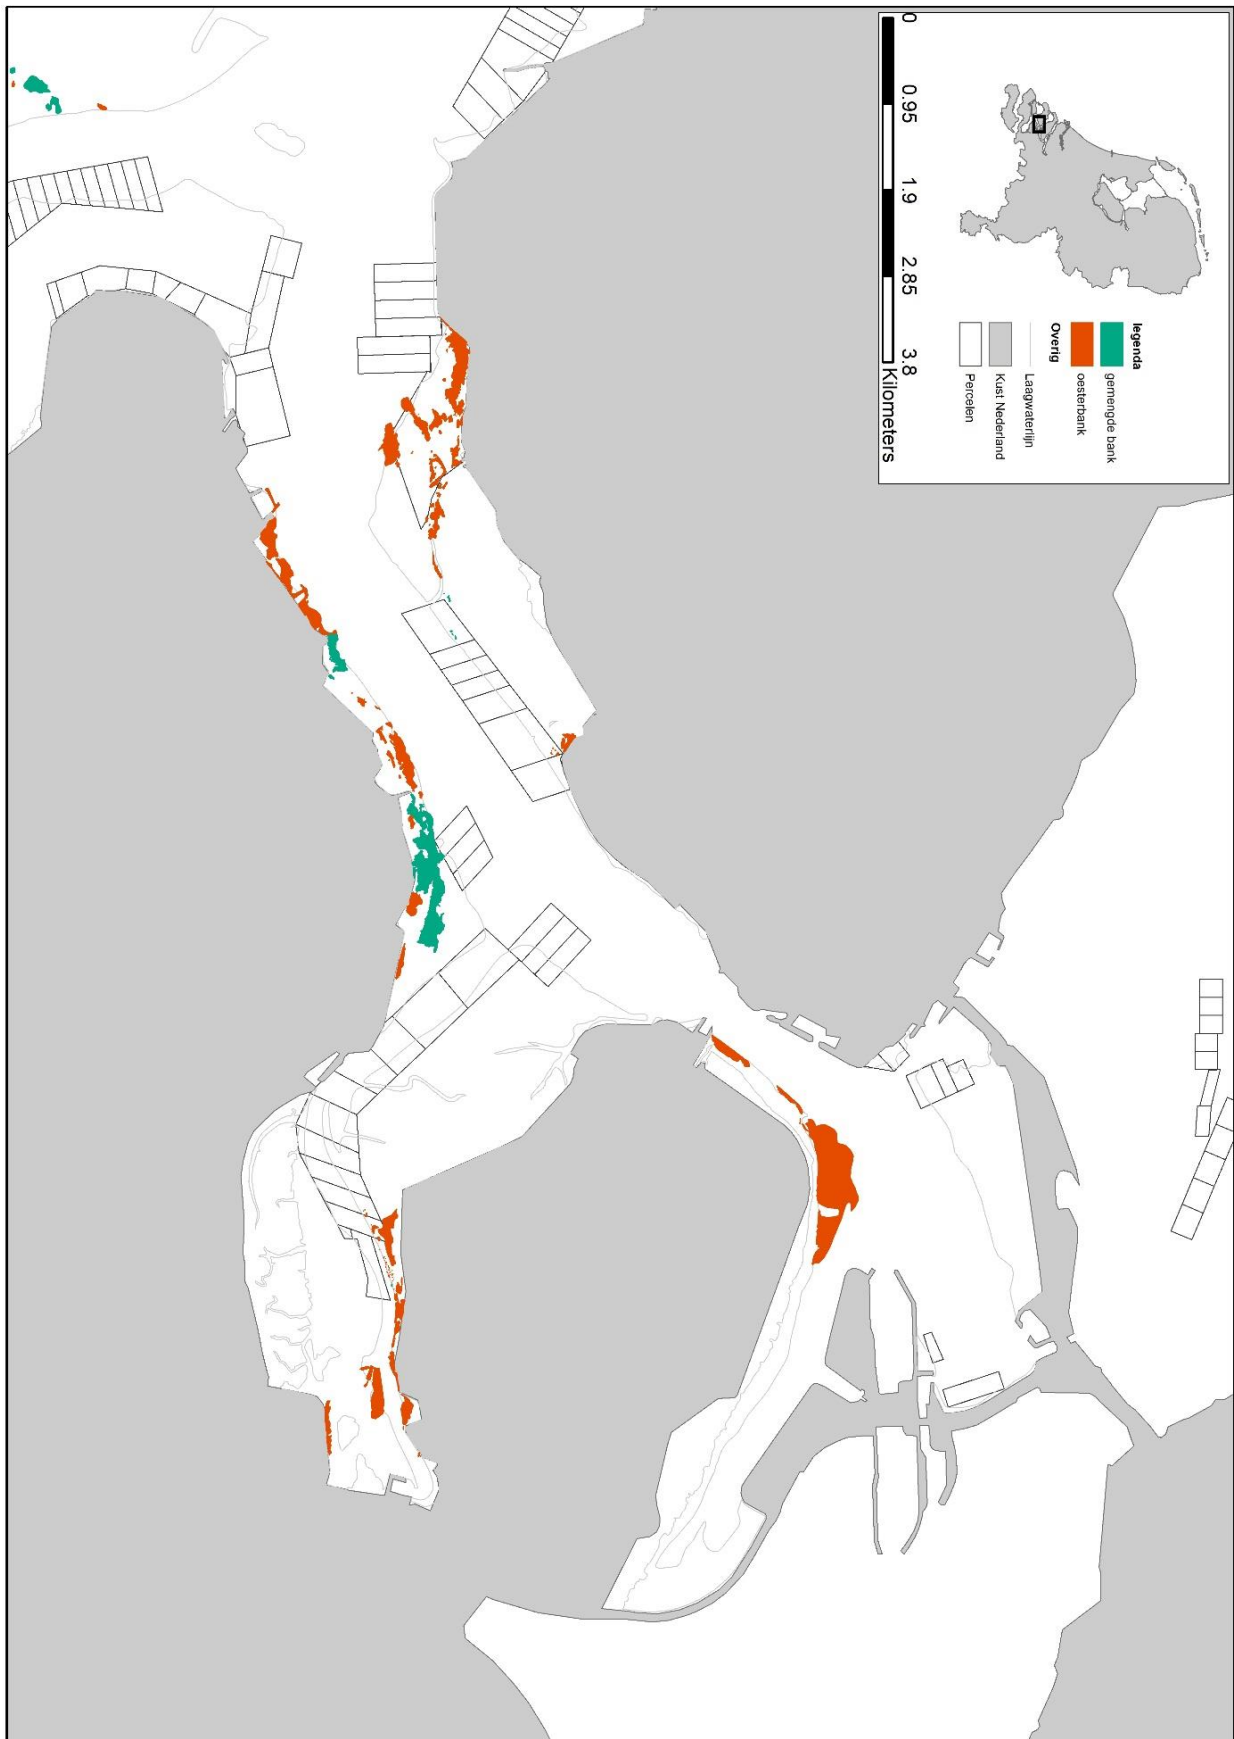 0 0.95 1.9 2.85 3.8
Kilometers
legenda
gemengde bank
oesterbank
Overig
Laagwaterlijn
Kust Nederland
Percelen